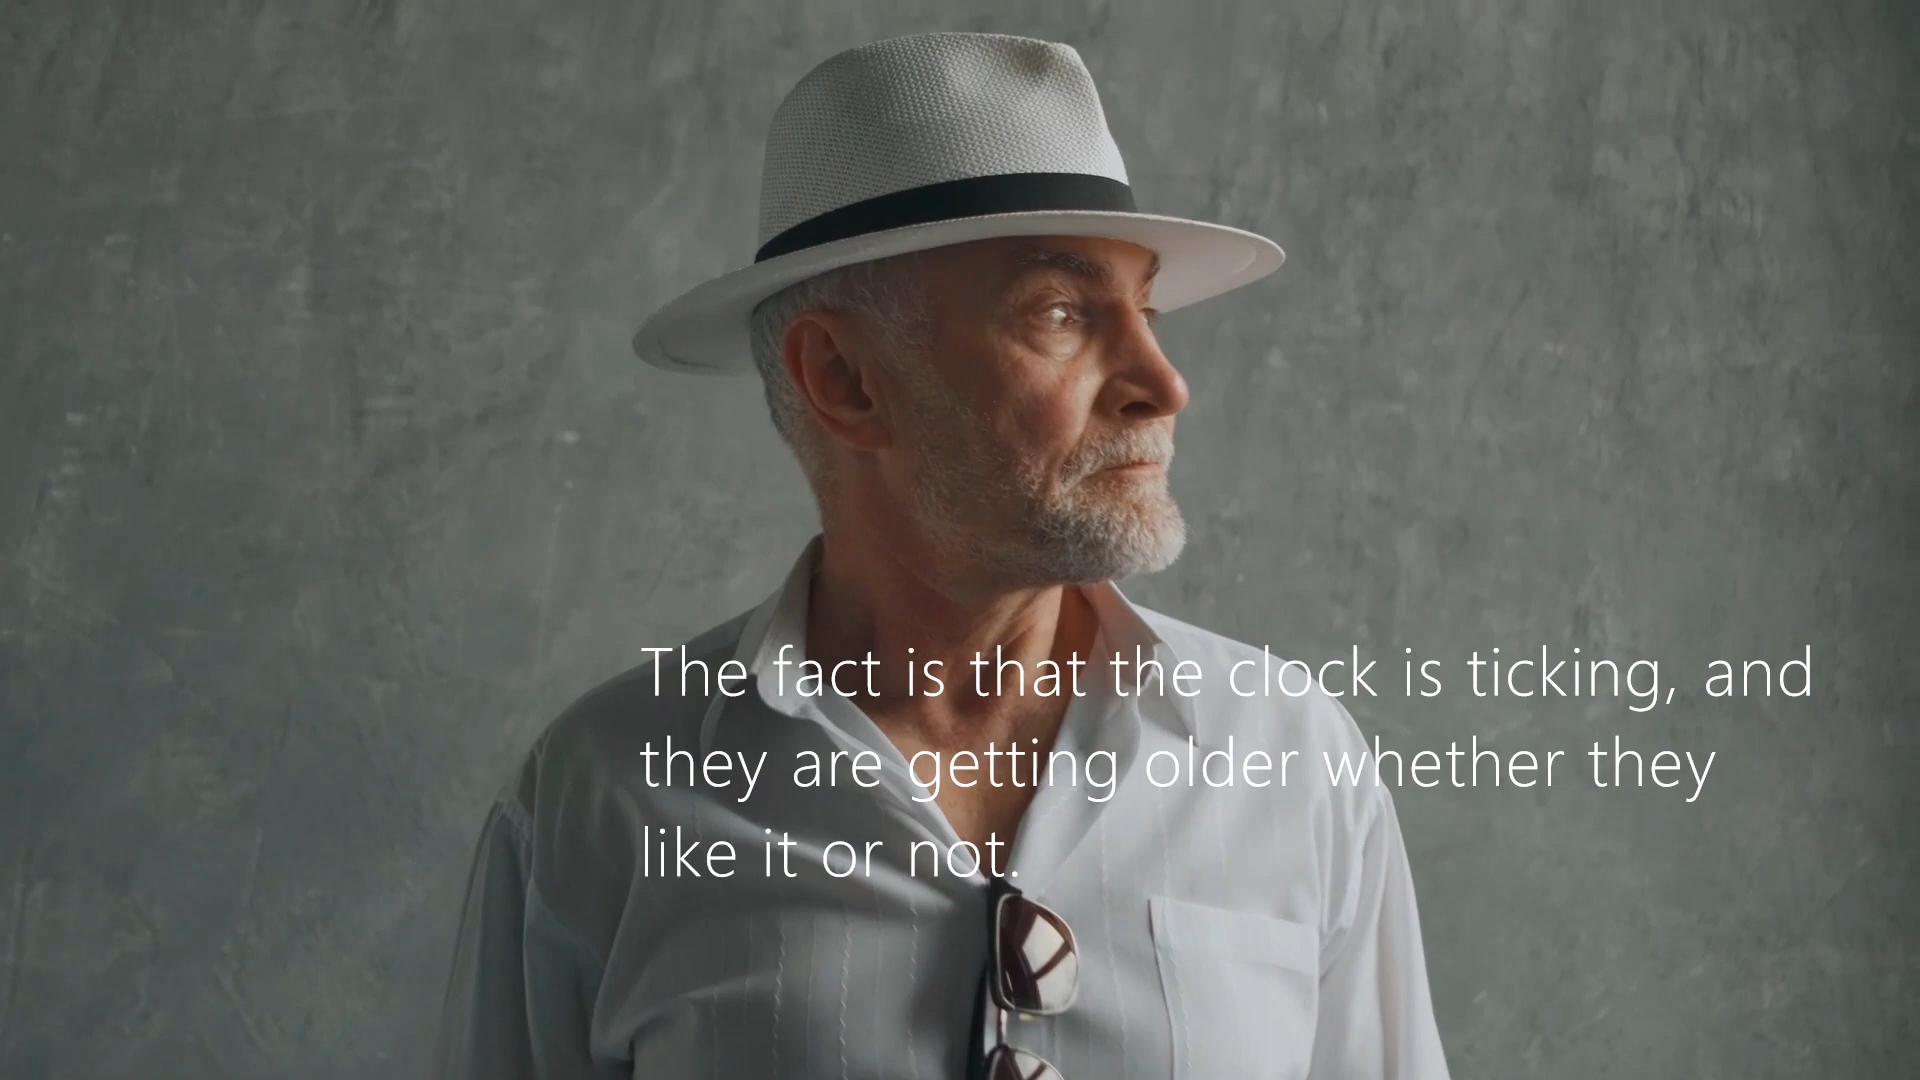 The fact is that the clock is ticking, and
they are getting older whether they
like it or not.